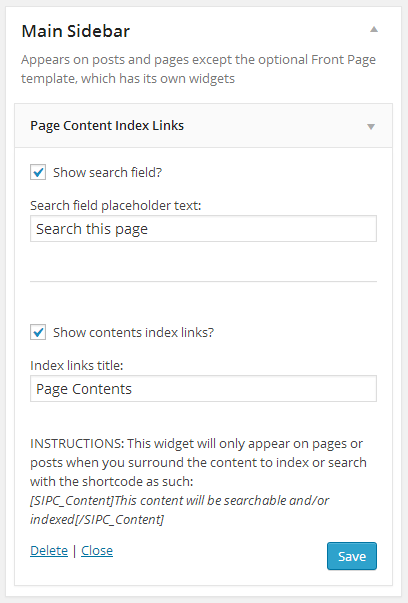 Main Sidebar
Appears on posts and pages except the optional Front Page
template, which has its own widgets
Page Content Index Links
Show search field?
Search field placeholder text:
Search this page
Show contents index links?
Index links title:
Page Contents
INSTRUCTIONS: This widget will only appear on pages or
posts when you surround the content to index or search
with the shortcode as such:
[SIPC_Content]This content will be searchable and/or
indexed[/SIPC_Content]
Delete | Close
Save